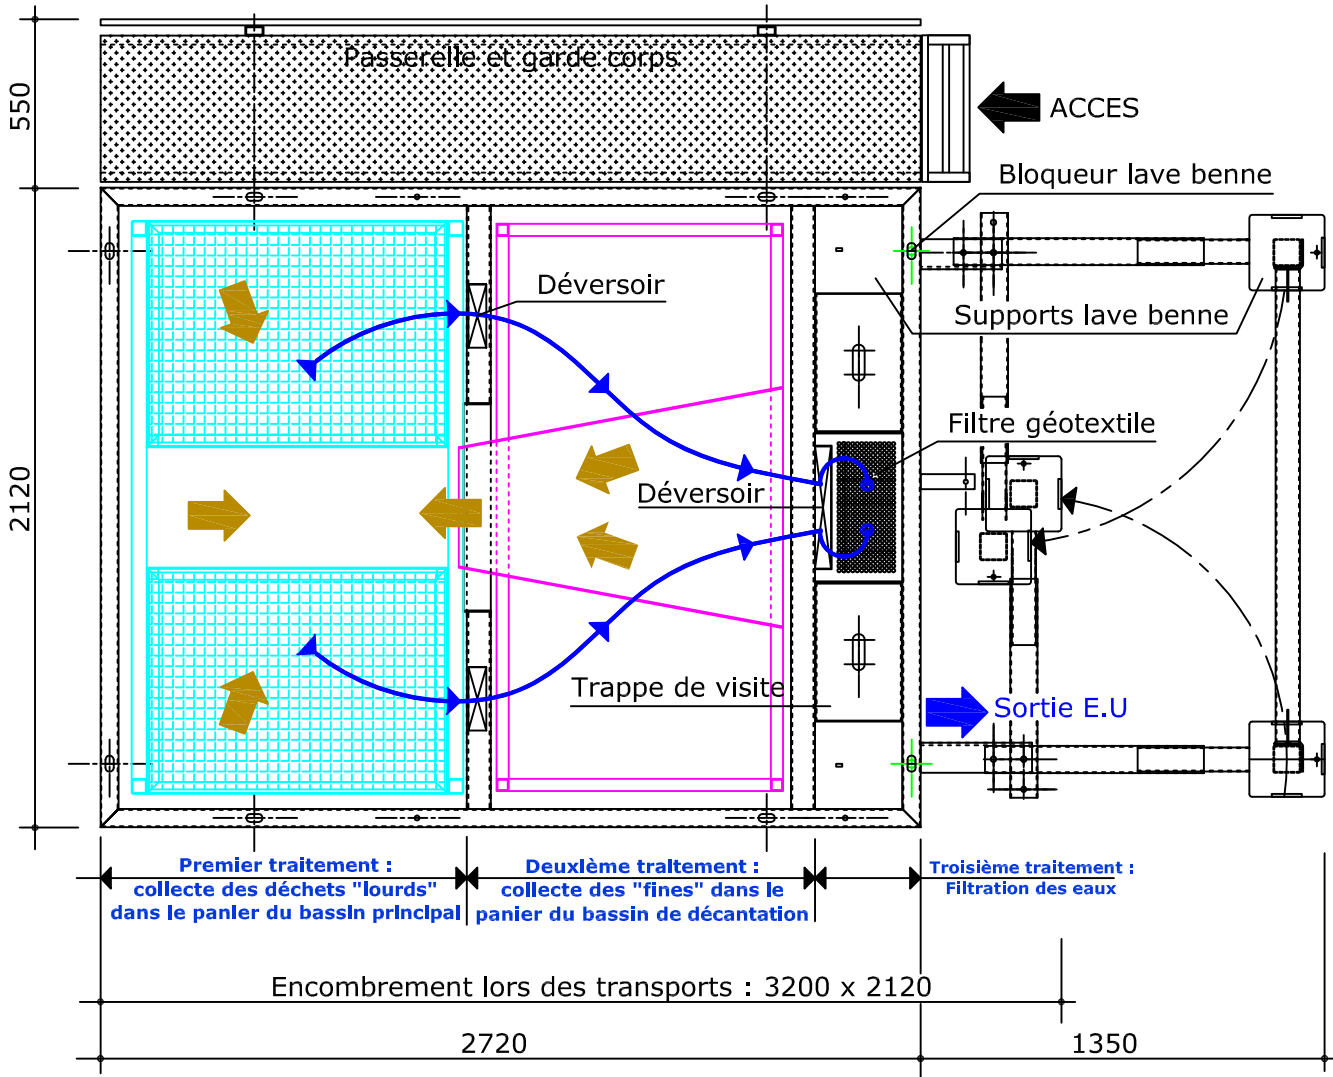 Passerelle et garde corps
550
ACCES
Bloqueur lave benne
Déversoir
Supports lave benne
Filtre géotextile
2120
Déversoir
Trappe de visite
Sortie E.U
Premier traitement :
collecte des déchets "lourds"
dans le panier du bassin principal
Deuxième traitement :
collecte des "fines" dans le
panier du bassin de décantation
Troisième traitement :
Filtration des eaux
Encombrement lors des transports : 3200 x 2120
2720
1350